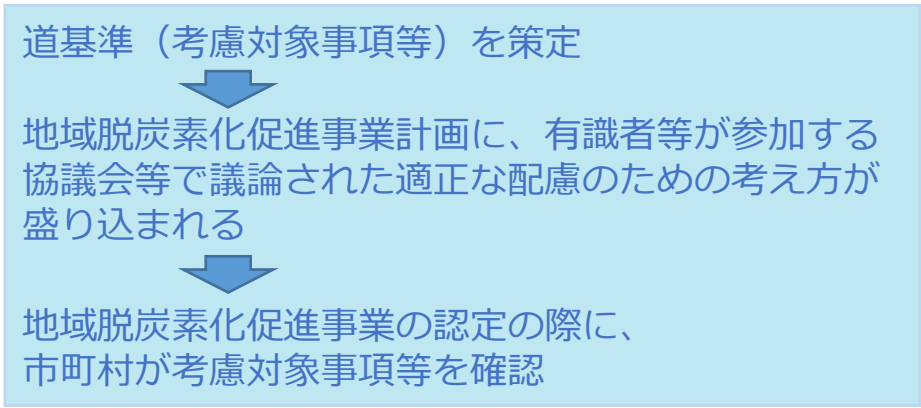 道基準（考慮対象事項等）を策定
地域脱炭素化促進事業計画に、有識者等が参加する
協議会等で議論された適正な配慮のための考え方が
盛り込まれる
地域脱炭素化促進事業の認定の際に、
市町村が考慮対象事項等を確認